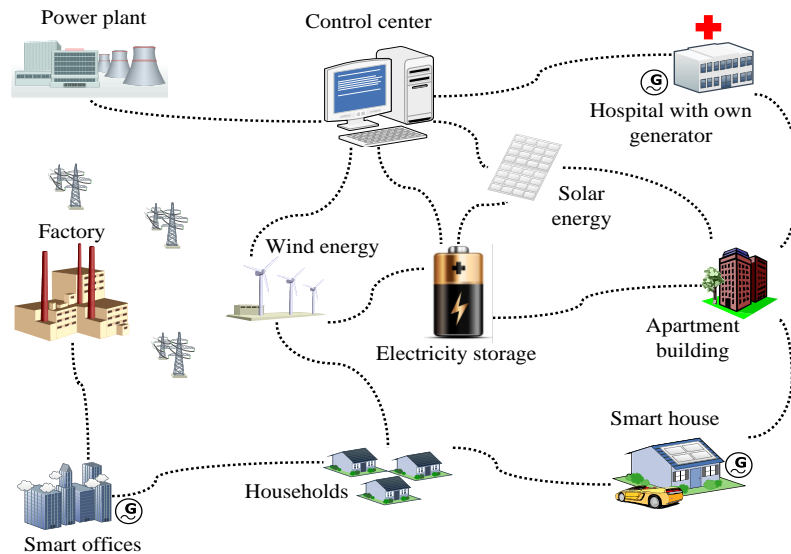 Power plant
Control center
G
Hospital with own
generator
Solar
energy
Factory
Wind energy
Electricity storage
Apartment
building
Smart house
G
Households
G
Smart offices